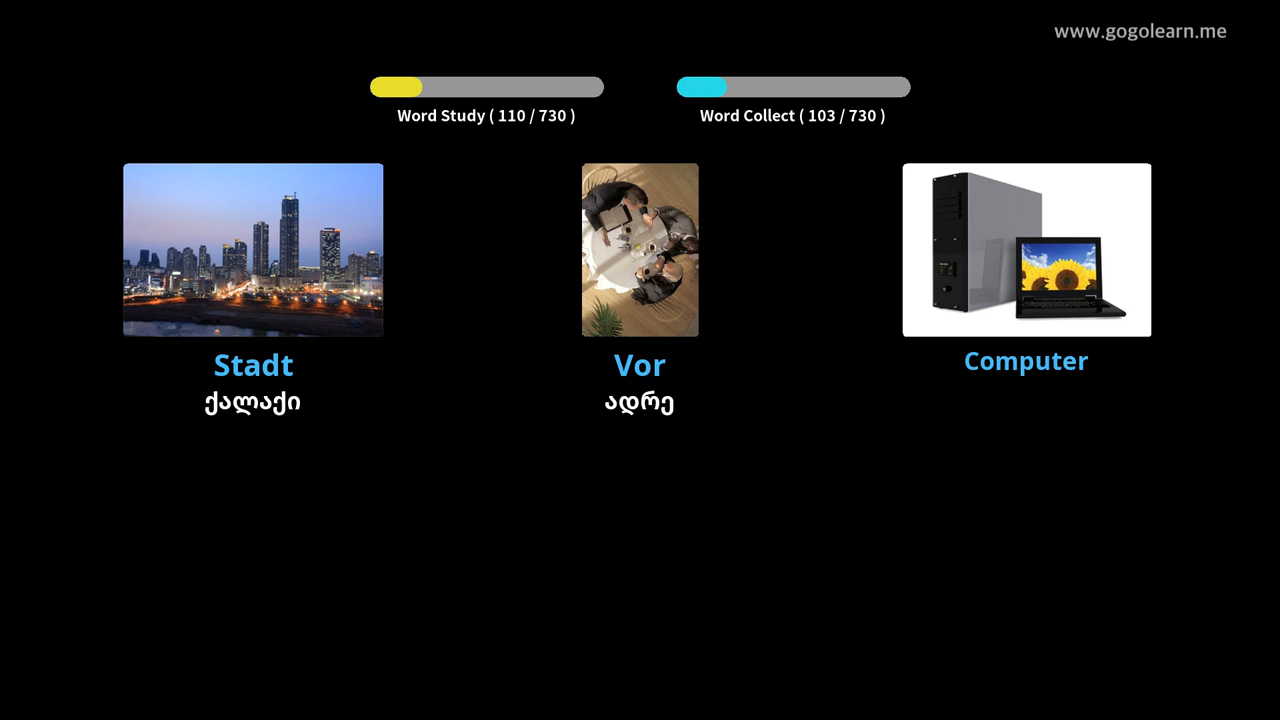 www.gogolearn.me
Word Study ( 110 / 730 )
Word Collect ( 103 / 730 )
Stadt
ქალაქი
Vor
ადრე
Computer